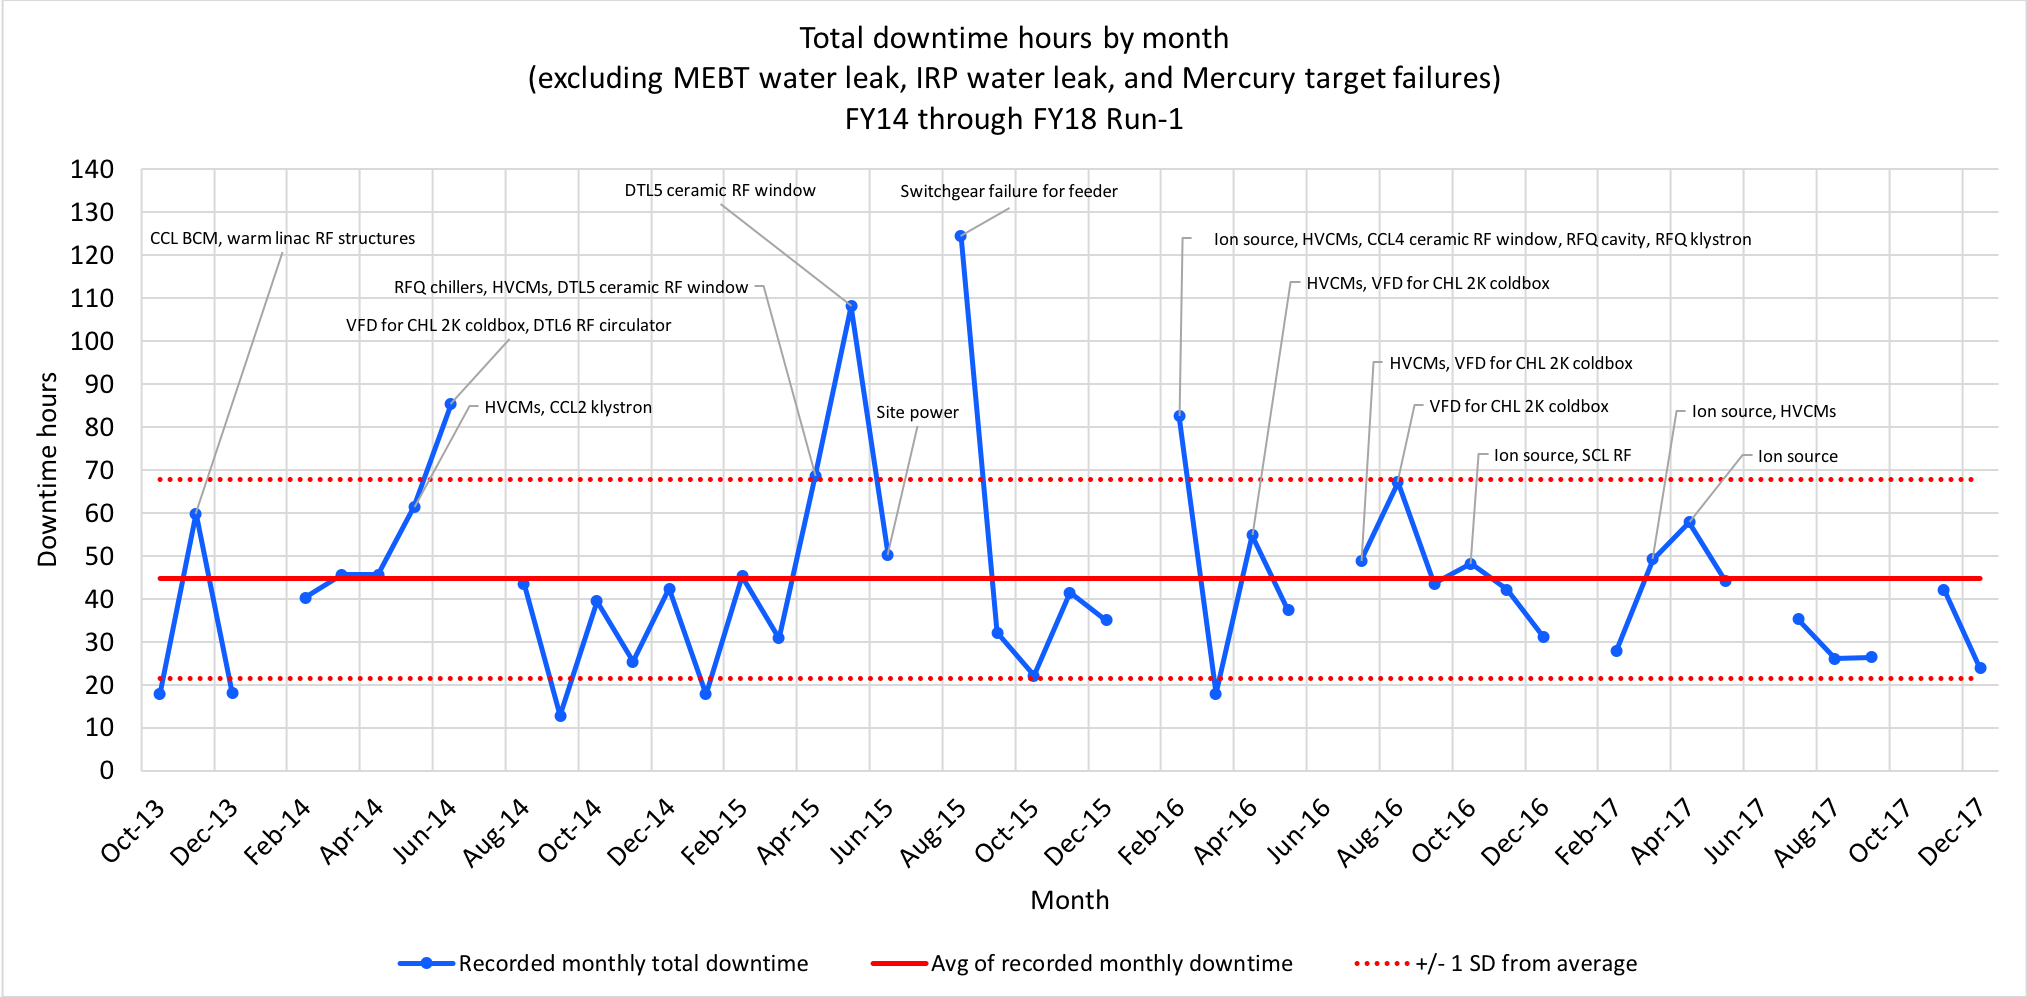 Total downtime hours by month
(excluding MEBT water leak, IRP water leak, and Mercury target failures)
FY14 through FY18 Run-1
Downtime hours
140
130
120
110
100
90
80
70
60
50
40
30
20
10
0
CCL BCM, warm linac RF structures
RFQ chillers, HVCMs, DTL5 ceramic RF window
VFD for CHL 2K coldbox, DTL6 RF circulator
HVCMs, CCL2 klystron
DTL5 ceramic RF window
Site power
Switchgear failure for feeder
Ion source, HVCMs, CCL4 ceramic RF window, RFQ cavity, RFQ klystron
HVCMs, VFD for CHL 2K coldbox
HVCMs, VFD for CHL 2K coldbox
VFD for CHL 2K coldbox
Ion source, SCL RF
Ion source, HVCMs
Ion source
Oct-13
Dec-13
Feb-14
Apr-14
Jun-14
Aug-14
Oct-14
Dec-14
Feb-15
Apr-15
Jun-15
Aug-15
Oct-15
Dec-15
Feb-16
Apr-16
Jun-16
Aug-16
Oct-16
Dec-16
Feb-17
Apr-17
Jun-17
Aug-17
Oct-17
Dec-17
Month
Recorded monthly total downtime
Avg of recorded monthly downtime
+/- 1 SD from average